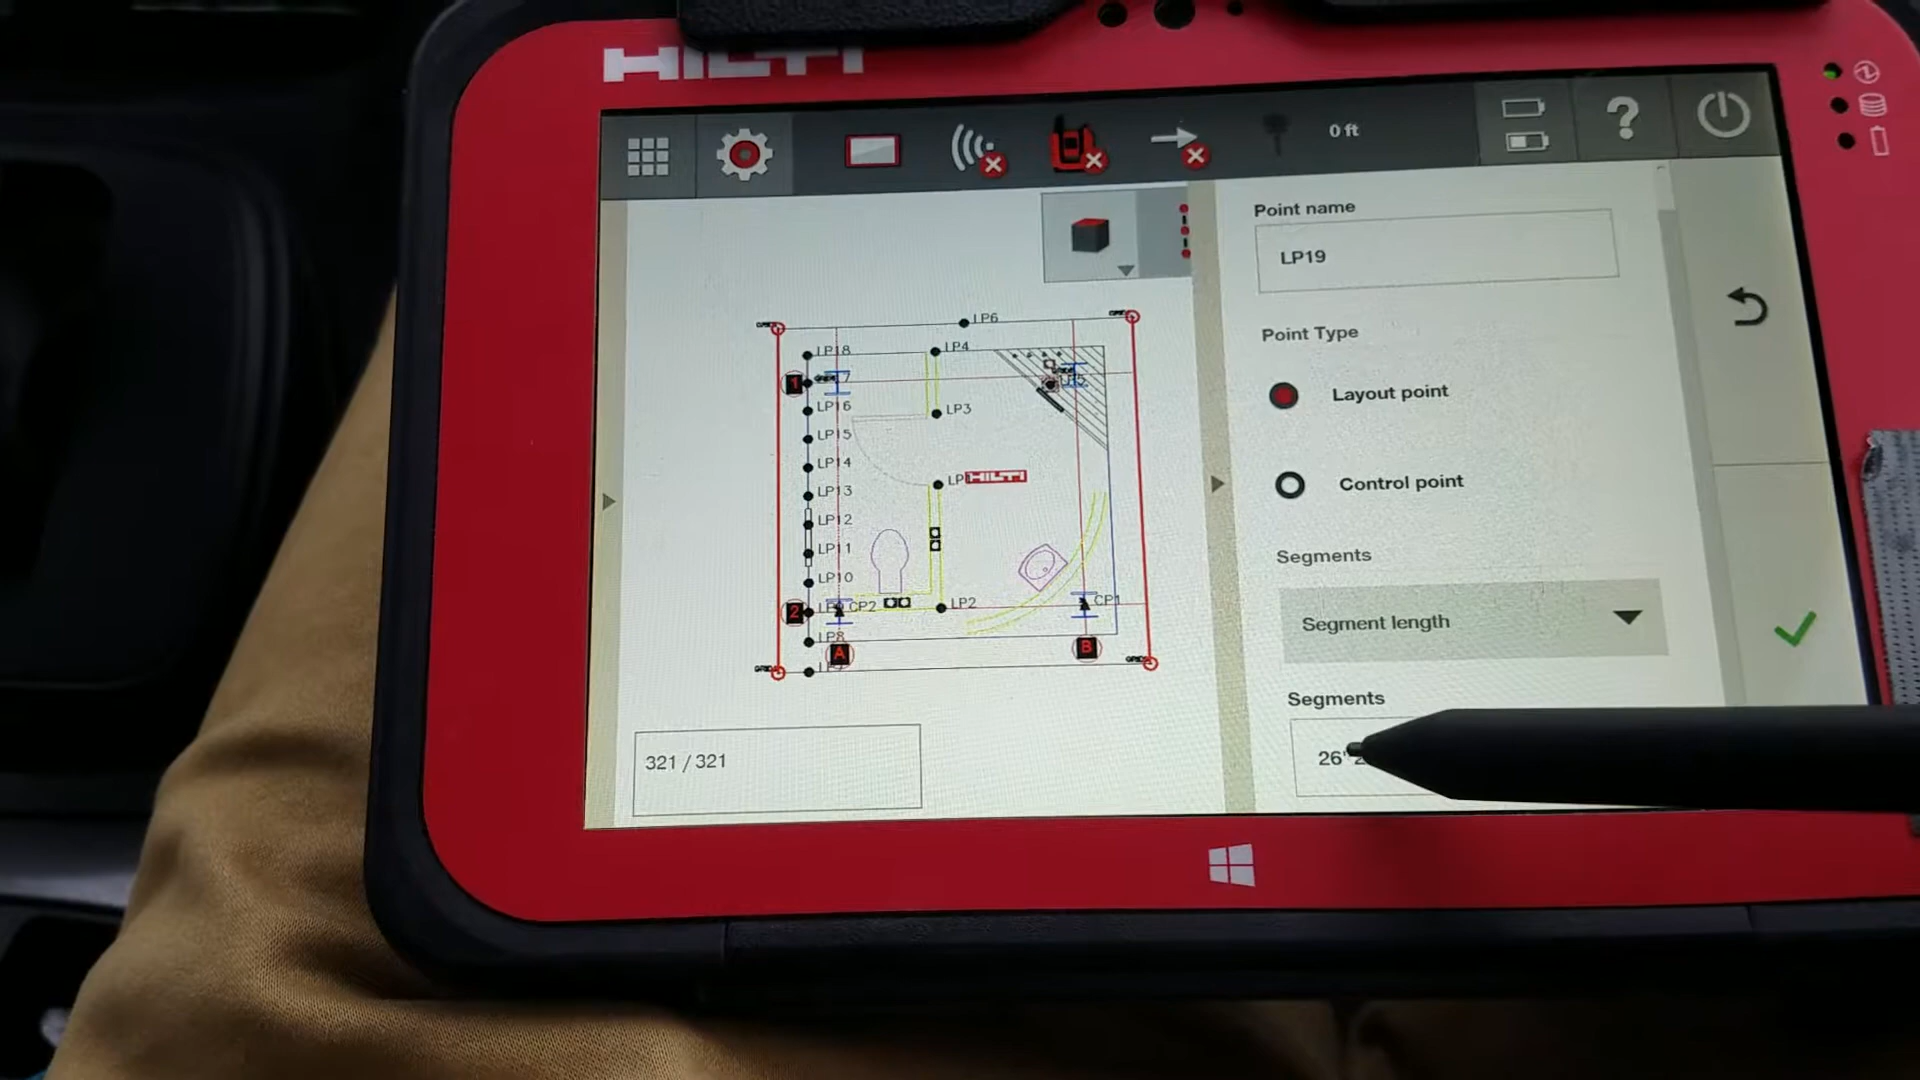 HILTI
0 ft
Point name
LP19
Point Type
Layout point
Control point
Segments
Segment length
Segments
26'
LP6
LP18
LP4
1
LP16
LP3
LP15
LP14
HILTI
LP13
LP12
LP11
LP10
2
CP2
LP2
CP1
LP8
A
B
321 / 321